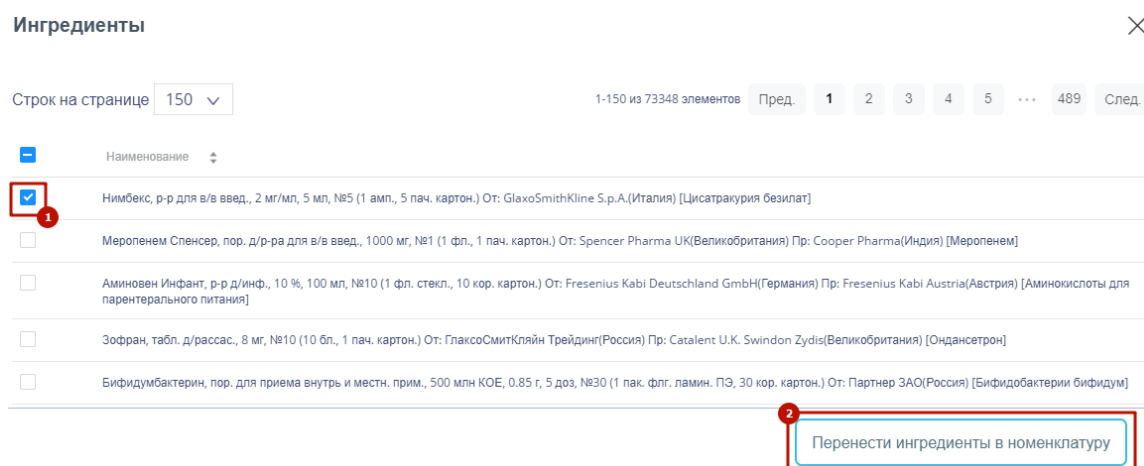 Ингредиенты
Строк на странице 150
1-150 из 73348 элементов Пред. 1 2 3 4 5 ••• 489 След.
Наименование
Нимбекс, р-р для в/в введ., 2 мг/мл, 5 мл, №5 (1 амп., 5 пач. картон.) От: GlaxoSmithKline S.p.A.(Италия) [Цисатракурия безилат]
1
Меропенем Спенсер, пор. д/р-ра для в/в введ., 1000 мг, №1 (1 фл., 1 пач. картон.) От: Spencer Pharma UK(Великобритания) Пр: Cooper Pharma(Индия) [Меропенем]
Аминовен Инфант, р-р д/инф., 10 %, 100 мл, №10 (1 фл. стекл., 10 кор. картон.) От: Fresenius Kabi Deutschland GmbH(Германия) Пр: Fresenius Kabi Austria(Австрия) [Аминокислоты для
парентерального питания]
Зофран, табл. д/рассас., 8 мг, №10 (10 бл., 1 пач. картон.) От: ГлаксоСмитКляйн Трейдинг(Россия) Пр: Catalent U.K. Swindon Zydis(Великобритания) [Ондансетрон]
Бифидумбактерин, пор. для приема внутрь и местн. прим., 500 млн КОЕ, 0.85 г, 5 доз, №30 (1 пак. флг. ламин. ПЭ, 30 кор. картон.) От: Партнер ЗАО(Россия) [Бифидобактерии бифидум]
2
Перенести ингредиенты в номенклатуру